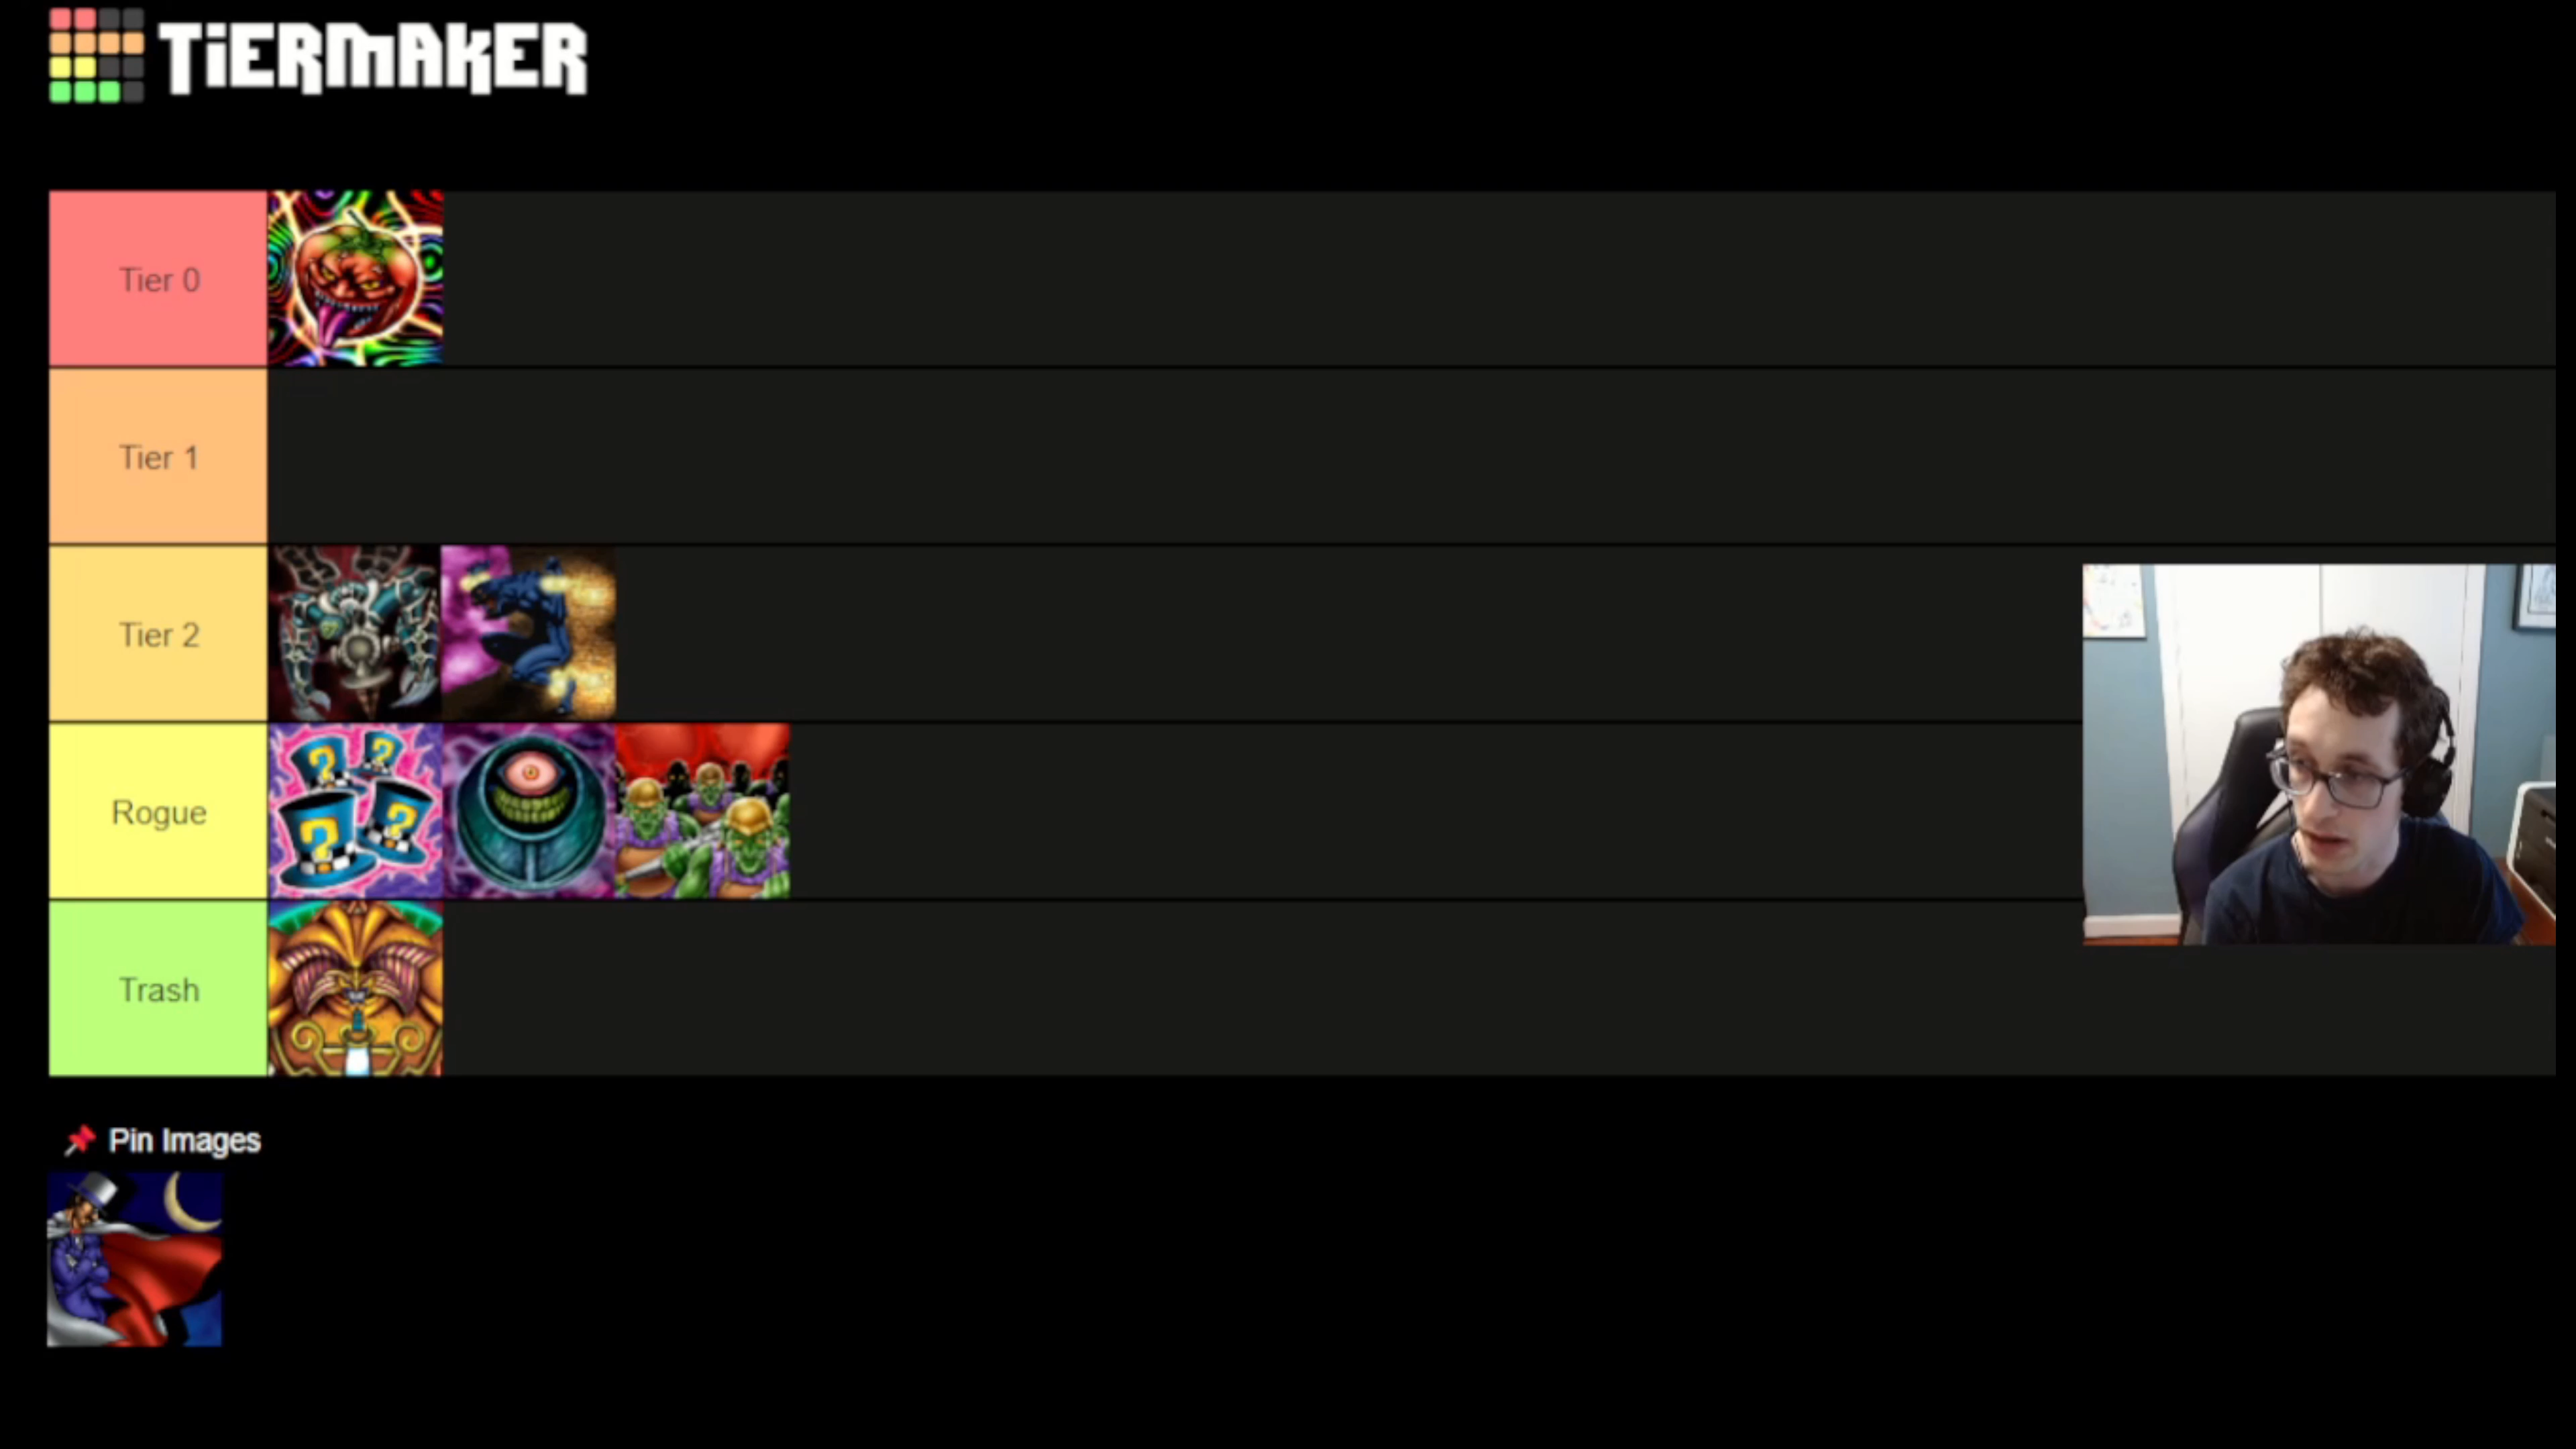 TiERMAKER
Tier 0
Tier 1
Tier 2
Rogue
Trash
Pin Images